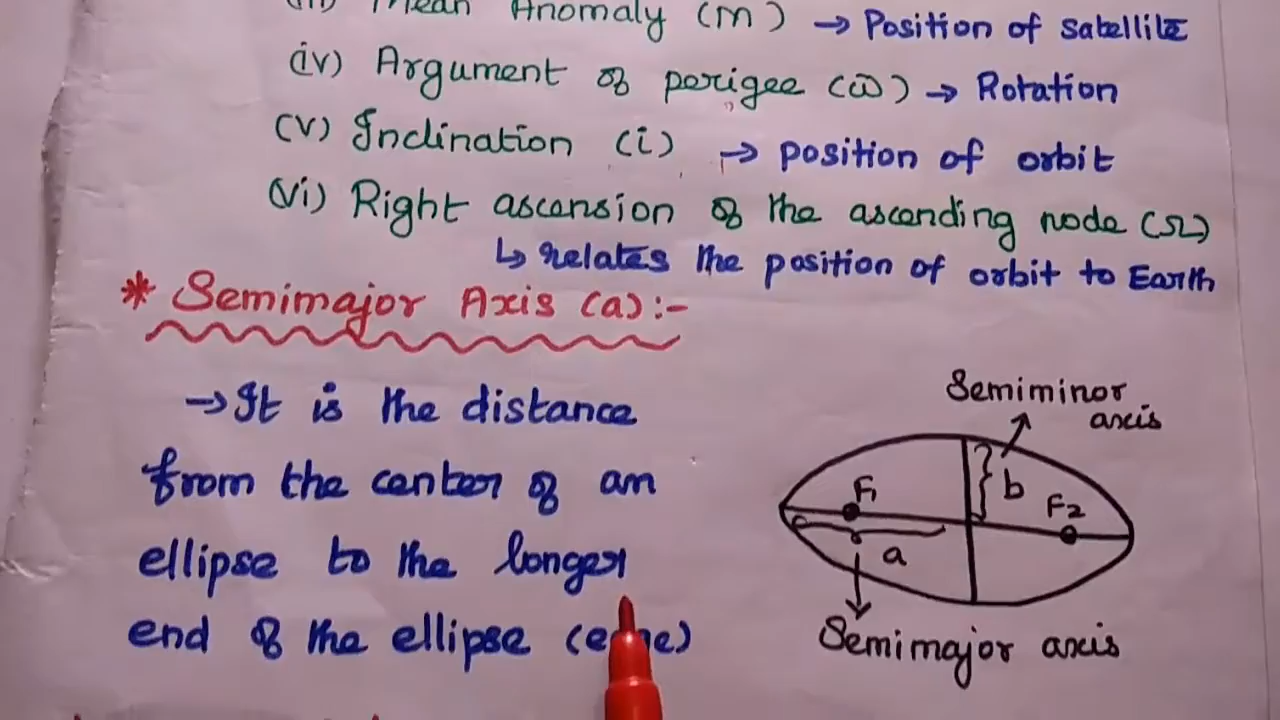 (iii) Mean Anomaly (m) → Position of satellite
(iv) Argument of perigee (ω) → Rotation
(v) Inclination (i) → position of orbit
(vi) Right ascension of the ascending node (Ω)
↳ relates the position of orbit to Earth
* Semimajor Axis (a):-
→ It is the distance
from the center of an
ellipse to the longer
end of the ellipse
Semiminor
axis
b
F1
F2
a
Semimajor axis